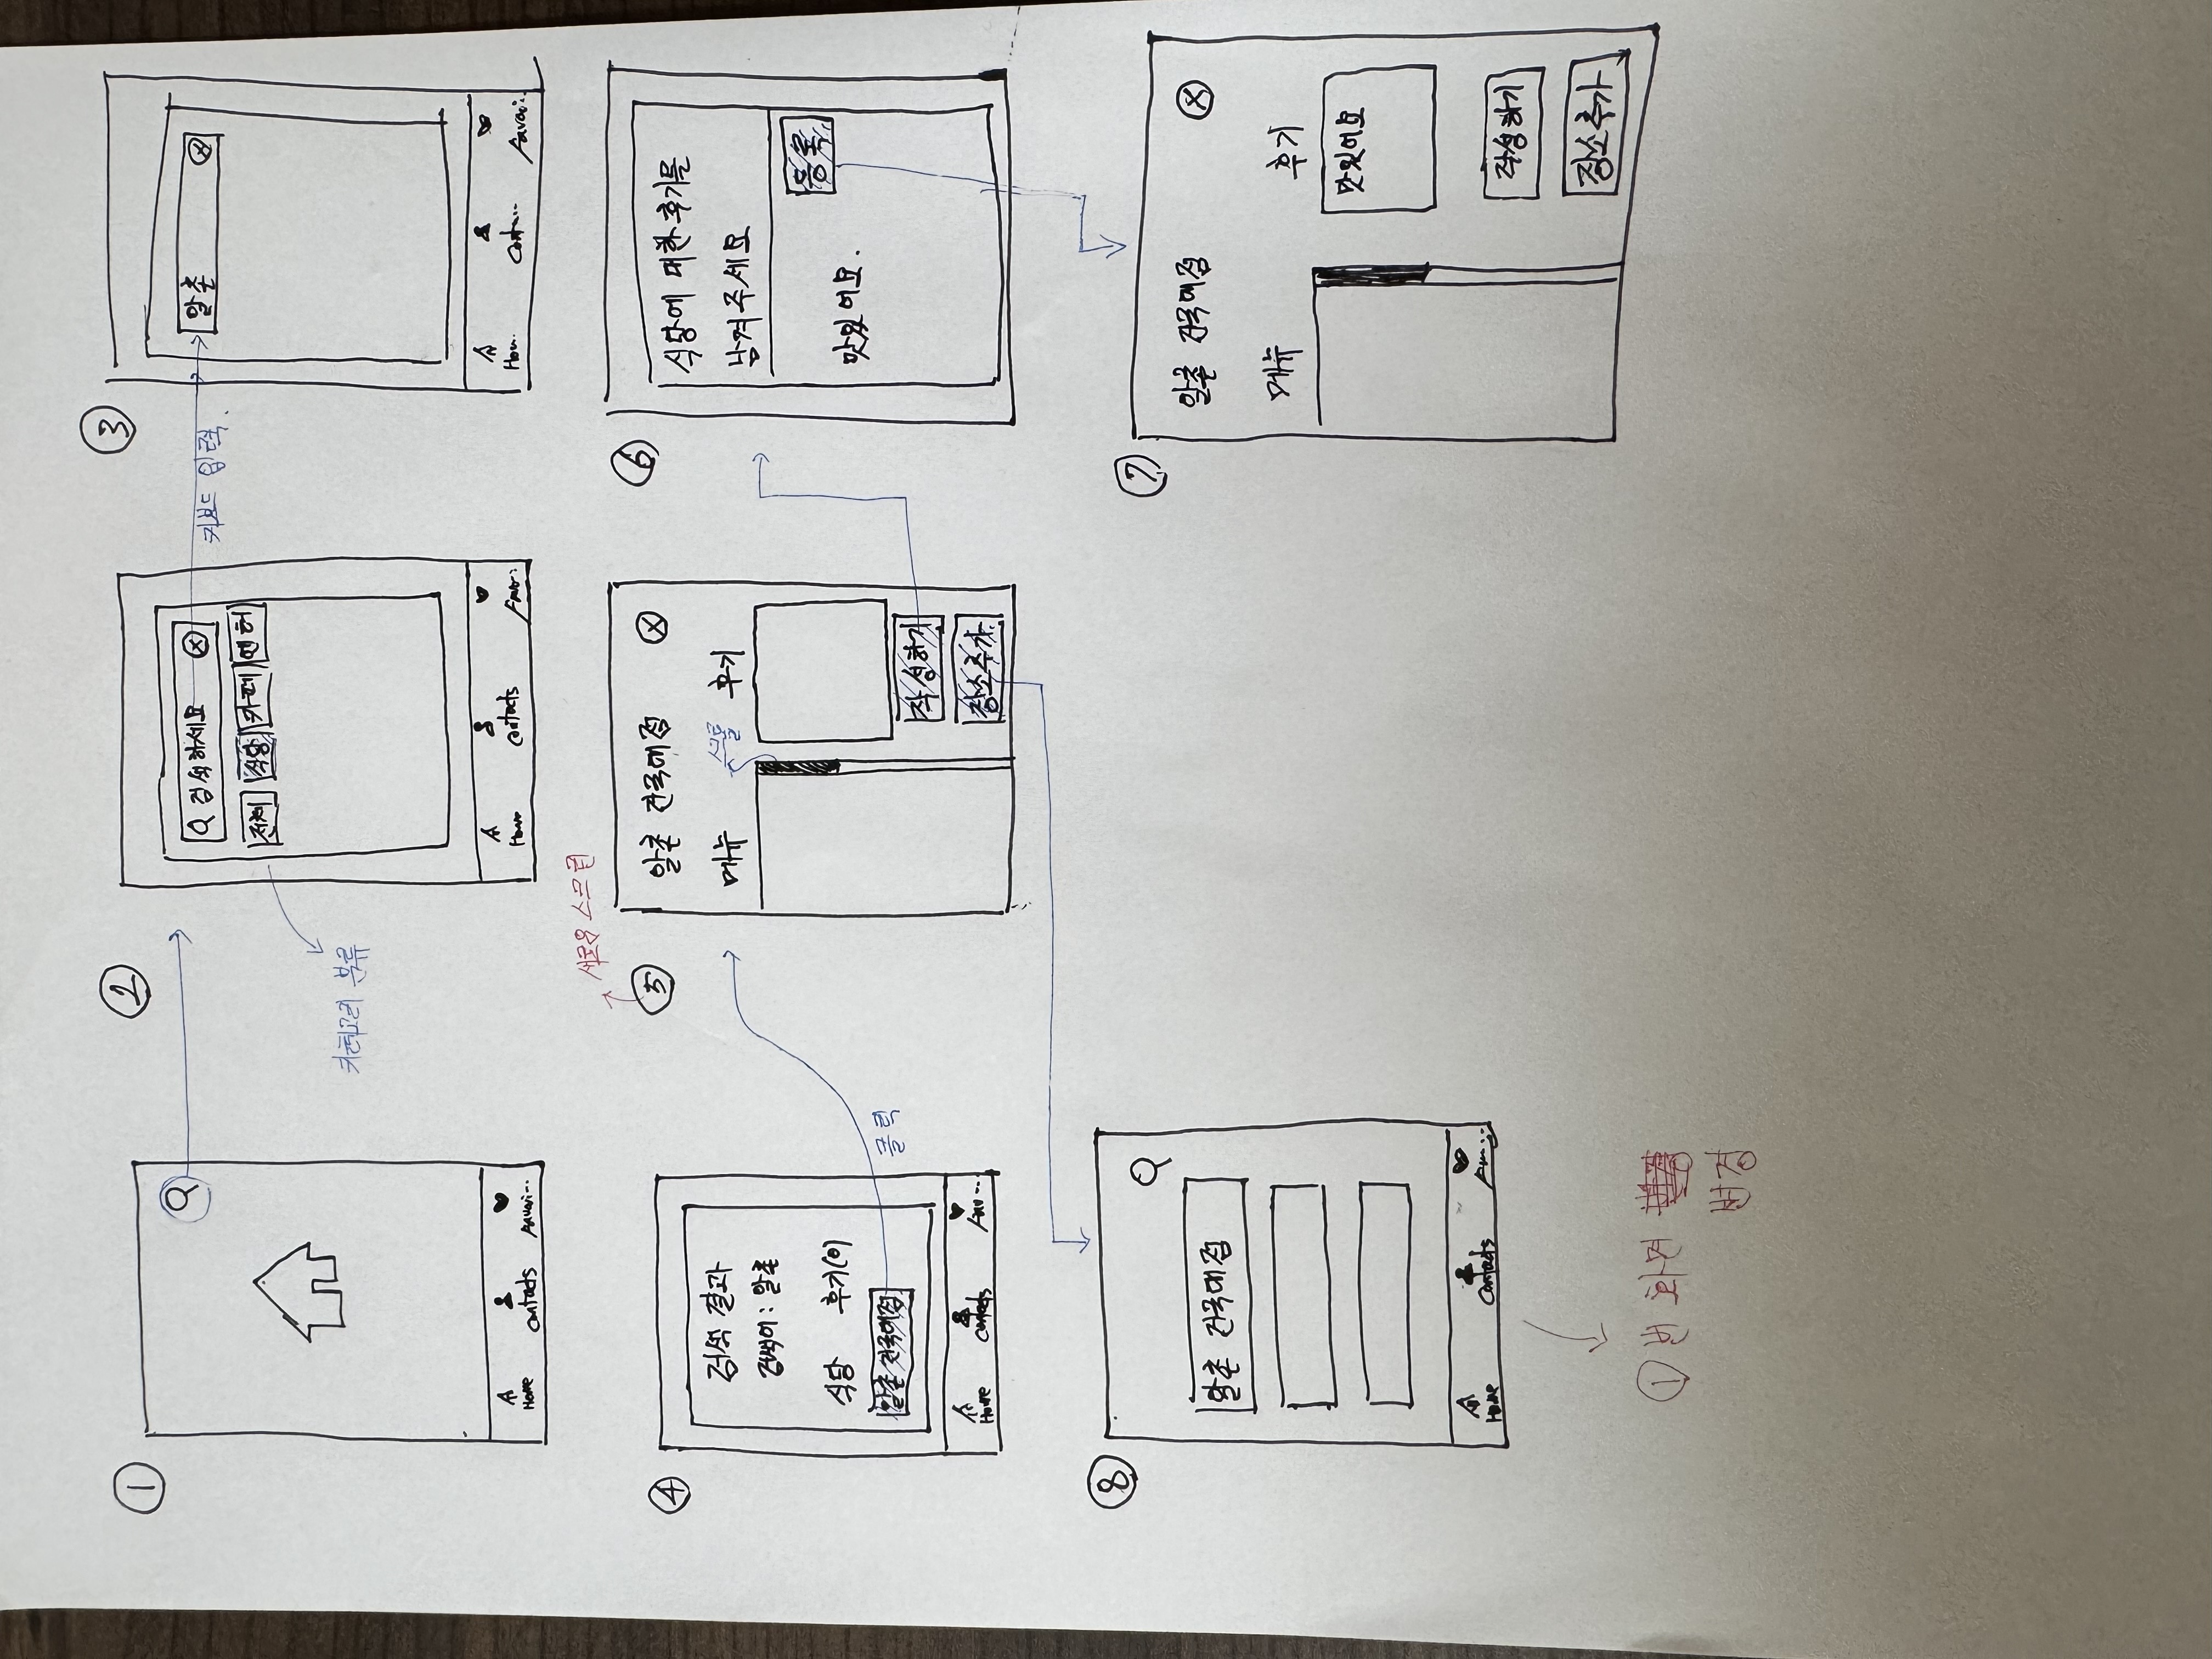 ①
Home Contacts Favori...
②
검색하세요 ⓧ
전체 식당 카페 엔터
카테고리 분류
Home Contacts Favor..
키보드 입력.
③
알촌 ⓧ
Hom. Conta... Favori..
④
검색 결과
검색어 : 알촌
식당 후기(0)
알촌 건국대점
클릭
Home Contacts Favo...
새로운 스크린
⑤
알촌 건국대점 ⓧ
메뉴 스크롤 후기
작성하기
장소추가
⑥
식당에 대한 후기를
남겨주세요
등록
맛있어요.
⑧
알촌 건국대점
Home Contacts
①번 화면
변경
⑦
알촌 건국대점 ⓧ
메뉴 후기
맛있어요
작성하기
장소추가